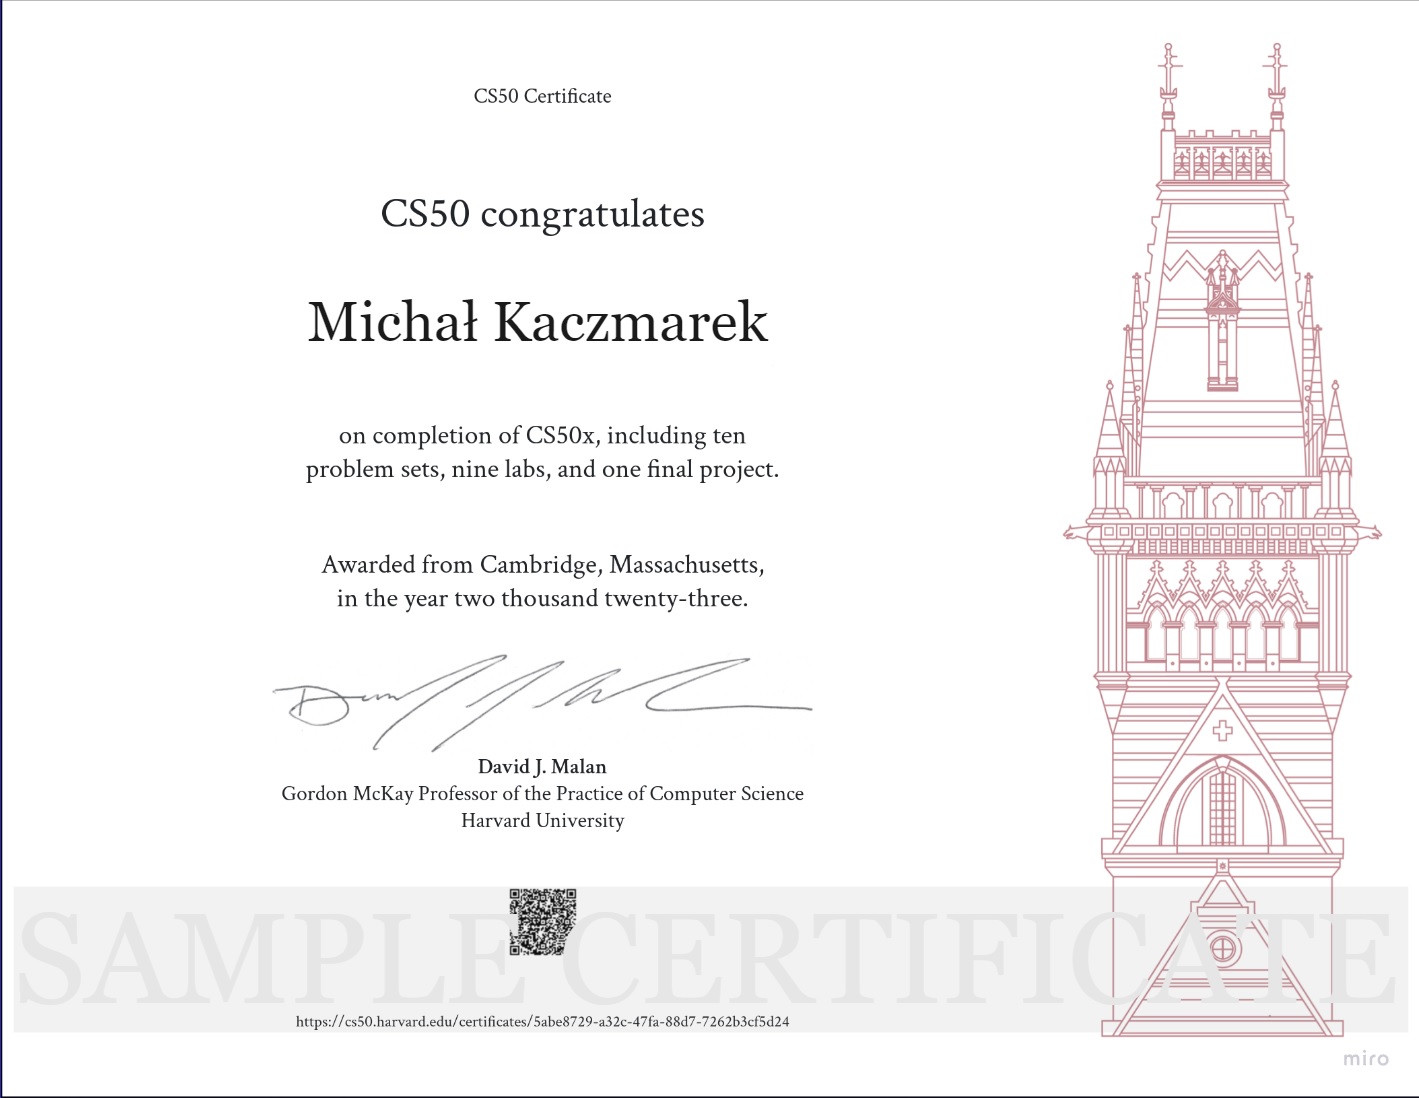 CS50 Certificate
CS50 congratulates
Michał Kaczmarek
on completion of CS50x, including ten
problem sets, nine labs, and one final project.
Awarded from Cambridge, Massachusetts,
in the year two thousand twenty-three.
David J. Malan
Gordon McKay Professor of the Practice of Computer Science
Harvard University
SAMPLE CERTIFICATE
https://cs50.harvard.edu/certificates/5abe8729-a32c-47fa-88d7-7262b3cf5d24
miro